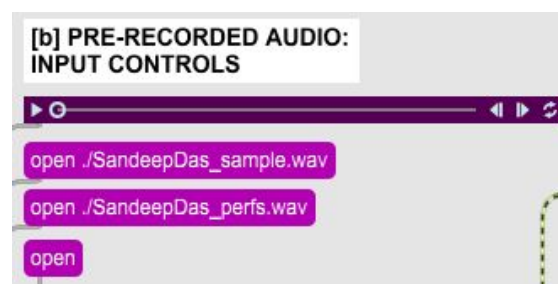 [b] PRE-RECORDED AUDIO:
INPUT CONTROLS
open ./SandeepDas_sample.wav
open ./SandeepDas_perfs.wav
open